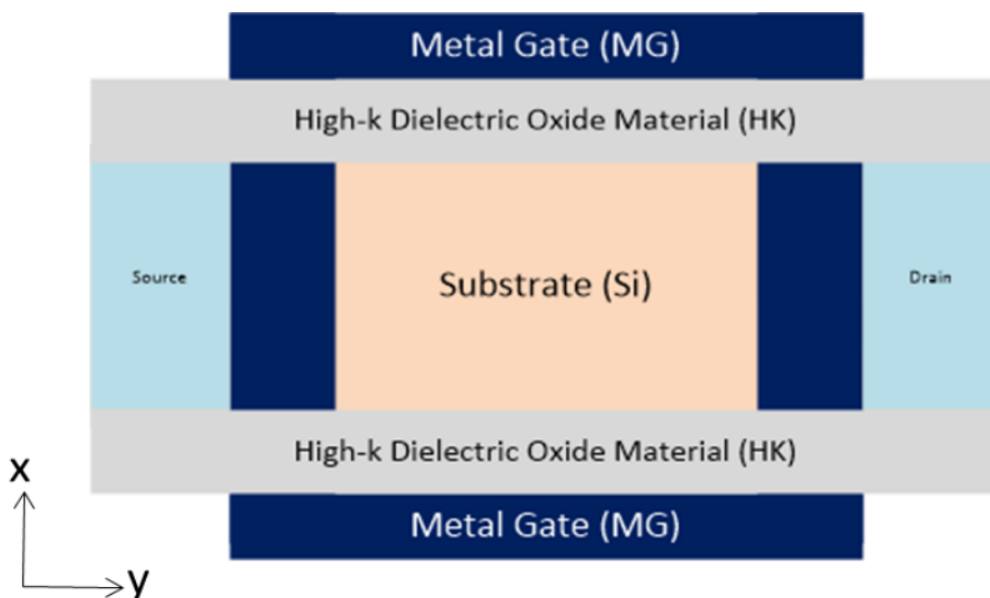 Metal Gate (MG)
High-k Dielectric Oxide Material (HK)
Source
Substrate (Si)
Drain
High-k Dielectric Oxide Material (HK)
x
Metal Gate (MG)
y